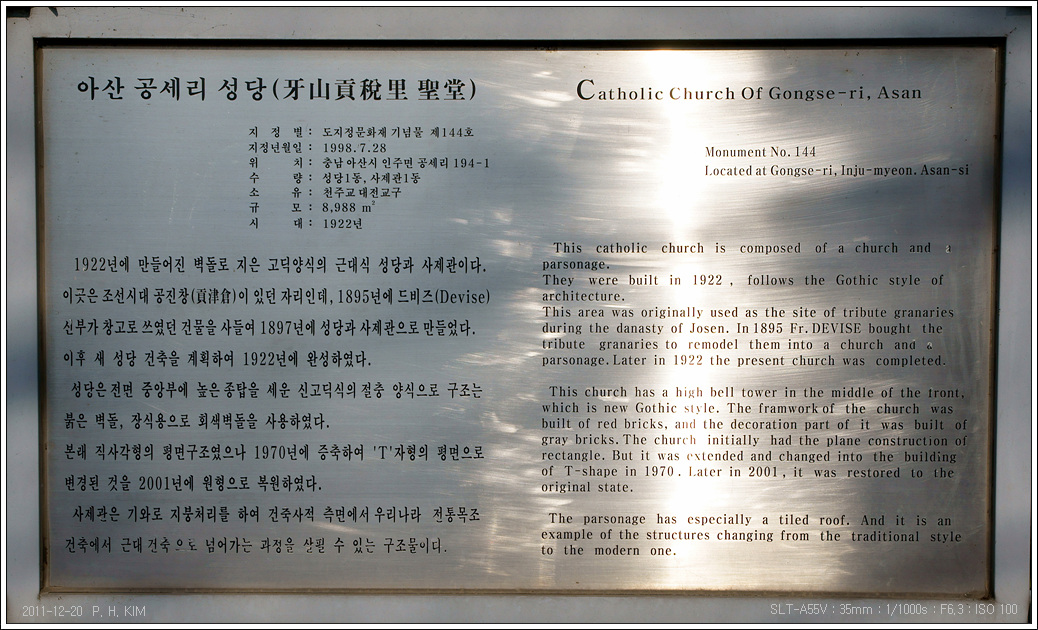 아산 공세리 성당(牙山貢稅里 聖堂)
지 정 별 : 도지정문화재 기념물 제144호
지정년월일 : 1998.7.28
위 치 : 충남 아산시 인주면 공세리 194-1
수 량 : 성당1동, 사제관1동
소 유 : 천주교 대전교구
규 모 : 8,988 m²
시 대 : 1922년
1922년에 만들어진 벽돌로 지은 고딕양식의 근대식 성당과 사제관이다.
이곳은 조선시대 공진창(貢津倉)이 있던 자리인데, 1895년에 드비즈(Devise)
신부가 창고로 쓰였던 건물을 사들여 1897년에 성당과 사제관으로 만들었다.
이후 새 성당 건축을 계획하여 1922년에 완성하였다.
성당은 전면 중앙부에 높은 종탑을 세운 신고딕식의 절충 양식으로 구조는
붉은 벽돌, 장식용으로 회색벽돌을 사용하였다.
본래 직사각형의 평면구조였으나 1970년에 증축하여 'T'자형의 평면으로
변경된 것을 2001년에 원형으로 복원하였다.
사제관은 기와로 지붕처리를 하여 건축사적 측면에서 우리나라 전통목조
건축에서 근대 건축으로 넘어가는 과정을 살필 수 있는 구조물이다.
Catholic Church Of Gongse-ri, Asan
Monument No. 144
Located at Gongse-ri, Inju-myeon. Asan-si
This catholic church is composed of a church and a
parsonage.
They were built in 1922 , follows the Gothic style of
architecture.
This area was originally used as the site of tribute granaries
during the danasty of Josen. In 1895 Fr. DEVISE bought the
tribute granaries to remodel them into a church and a
parsonage. Later in 1922 the present church was completed.
This church has a high bell tower in the middle of the tront,
which is new Gothic style. The framwork of the church was
built of red bricks, and the decoration part of it was built of
gray bricks. The church initially had the plane construction of
rectangle. But it was extended and changed into the building
of T-shape in 1970. Later in 2001, it was restored to the
original state.
The parsonage has especially a tiled roof. And it is an
example of the structures changing from the traditional style
to the modern one.
2011-12-20 P. H. KIM
SLT-A55V : 35mm : 1/1000s : F6.3 : ISO 100